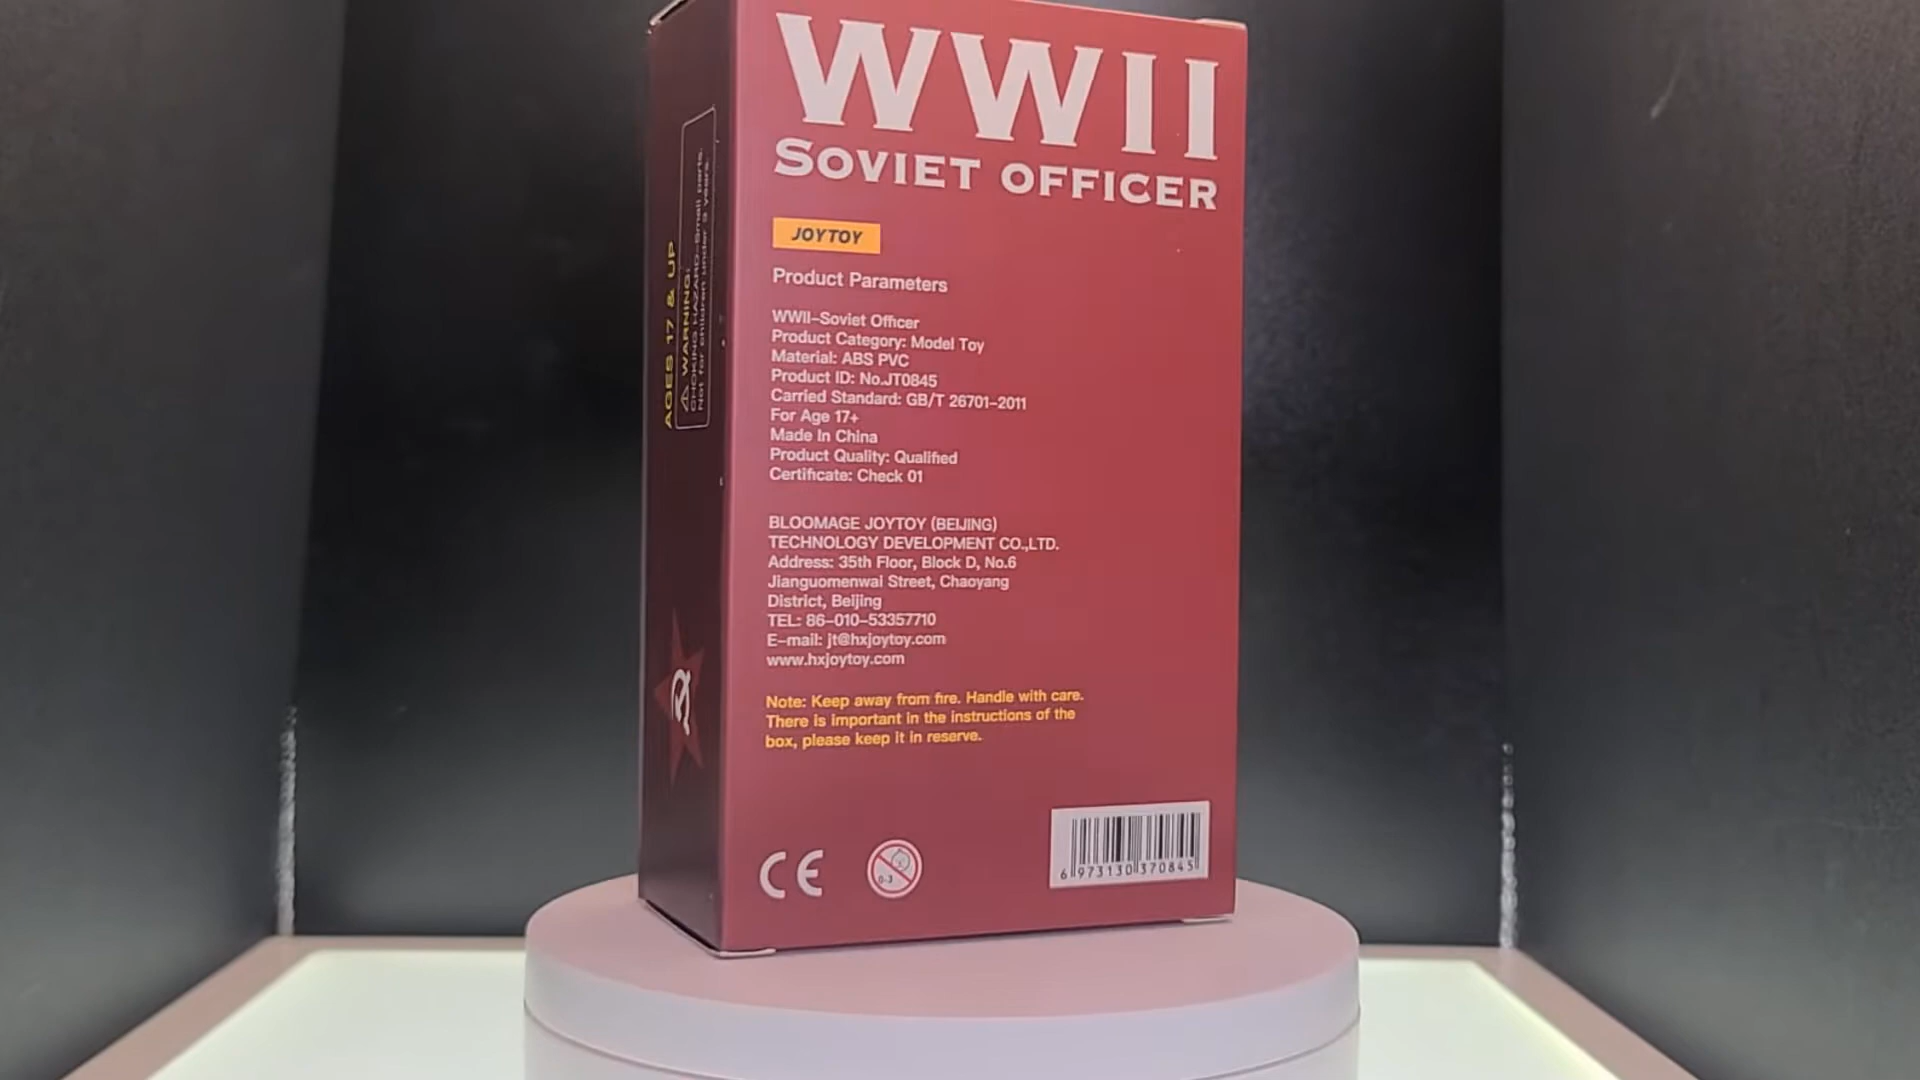 WWII
SOVIET OFFICER
JOYTOY
Product Parameters
WWII-Soviet Officer
Product Category: Model Toy
Material: ABS PVC
Product ID: No.JT0845
Carried Standard: GB/T 26701-2011
For Age 17+
Made In China
Product Quality: Qualified
Certificate: Check 01
BLOOMAGE JOYTOY (BEIJING)
TECHNOLOGY DEVELOPMENT CO.,LTD.
Address: 35th Floor, Block D, No.6
Jianguomenwai Street, Chaoyang
District, Beijing
TEL: 86-010-53357710
E-mail: jt@hxjoytoy.com
www.hxjoytoy.com
Note: Keep away from fire. Handle with care.
There is important in the instructions of the
box, please keep it in reserve.
CE
0-3
6 973130 370845
AGES 17 & UP
WARNING:
CHOKING HAZARD-Small parts.
Not for children under 3 years.